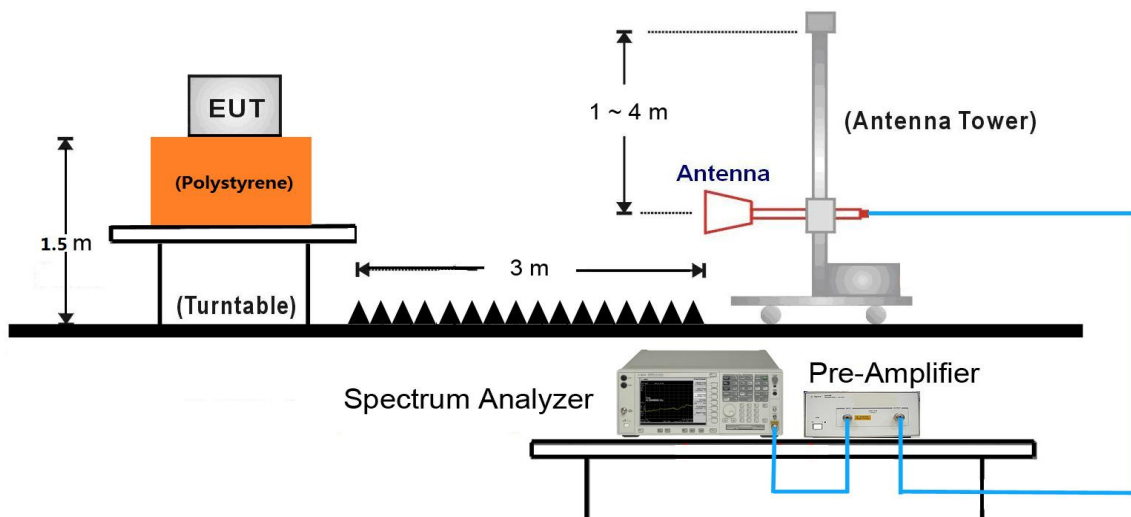 EUT
(Polystyrene)
1.5 m
(Turntable)
3 m
1 ~ 4 m
Antenna
(Antenna Tower)
Spectrum Analyzer
Pre-Amplifier